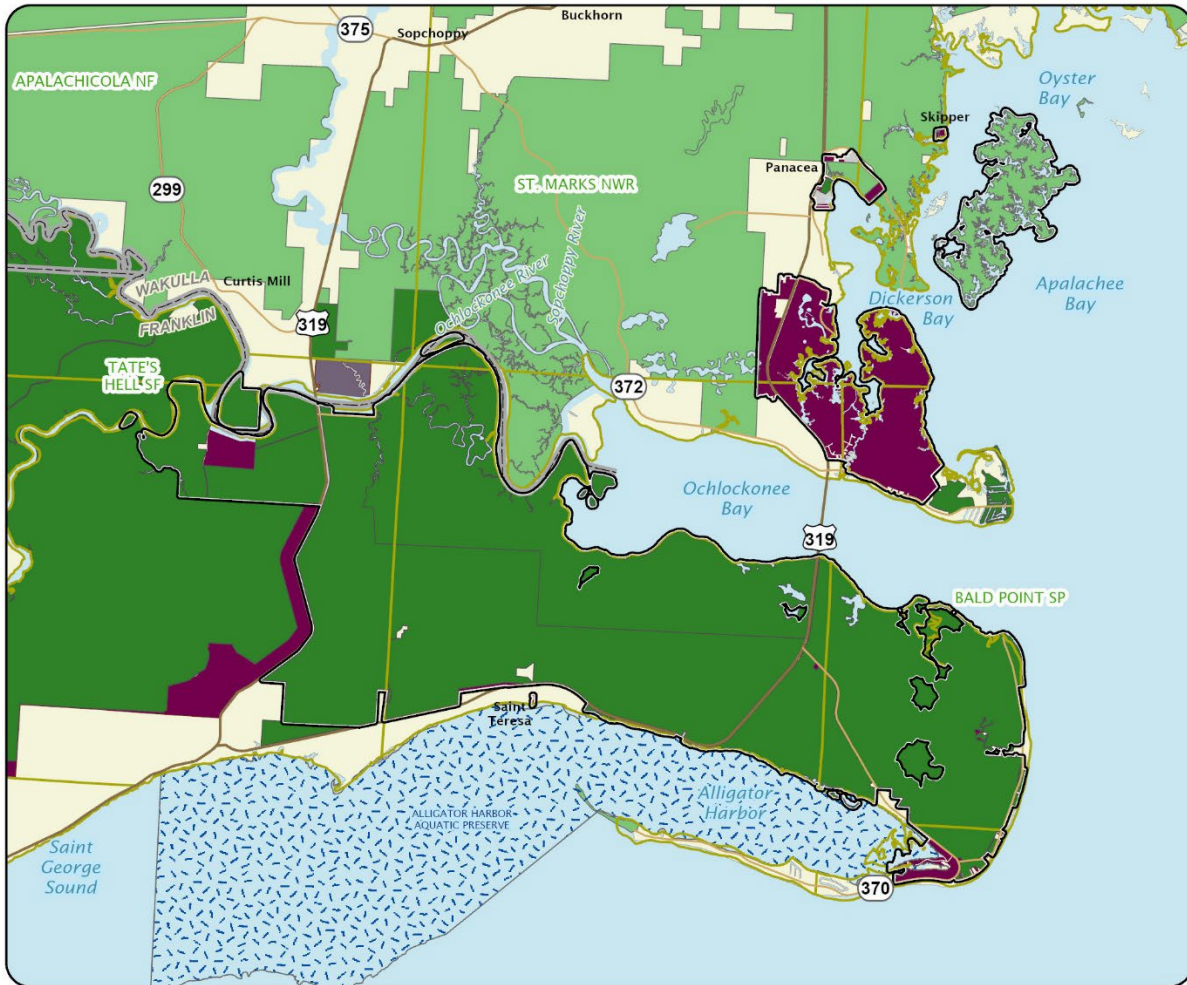 Buckhorn
375
Sopchoppy
APALACHICOLA NF
Oyster
Bay
Skipper
Panacea
299
ST. MARKS NWR
Sopchoppy River
Ochlockonee River
WAKULLA
FRANKLIN
Curtis Mill
319
Dickerson
Bay
Apalachee
Bay
TATE'S
HELL SF
372
Ochlockonee
Bay
319
BALD POINT SP
Saint
Teresa
Alligator
Harbor
ALLIGATOR HARBOR
AQUATIC PRESERVE
Saint
George
Sound
370